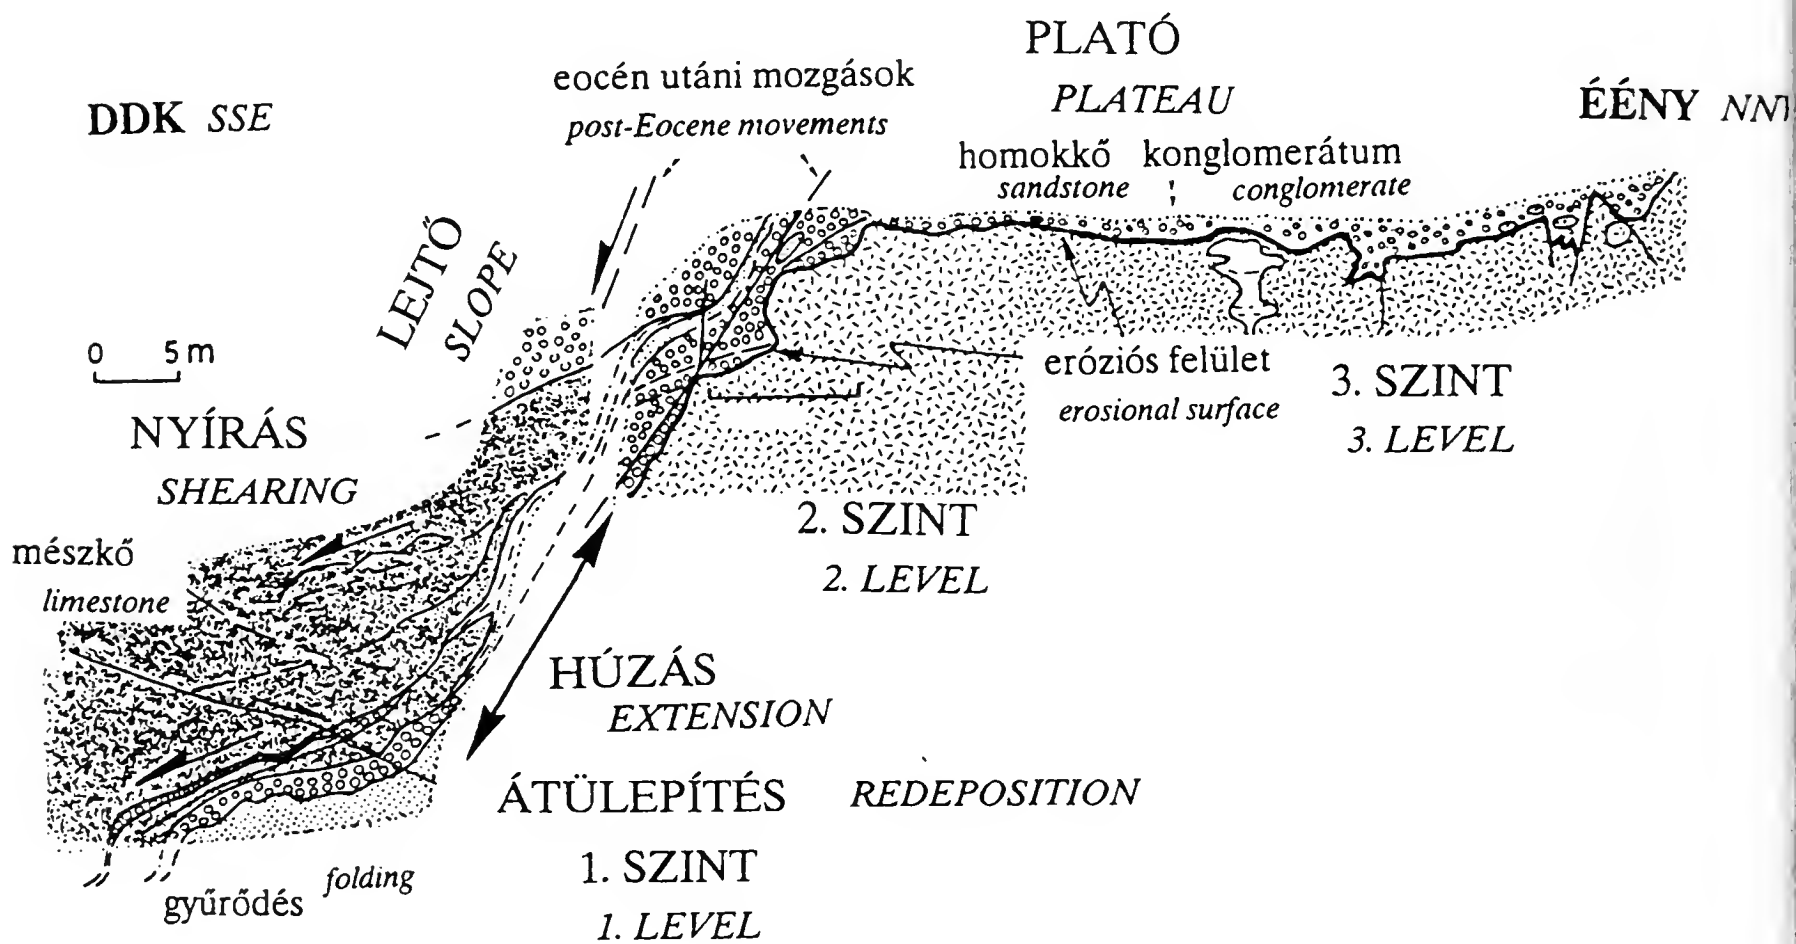 PLATÓ
PLATEAU
eocén utáni mozgások
post-Eocene movements
DDK SSE
ÉÉNY
homokkő konglomerátum
sandstone conglomerate
LEJTŐ
SLOPE
0 5 m
eróziós felület
erosional surface
3. SZINT
3. LEVEL
NYÍRÁS
SHEARING
2. SZINT
2. LEVEL
mészkő
limestone
HÚZÁS
EXTENSION
ÁTÜLEPÍTÉS REDEPOSITION
1. SZINT
1. LEVEL
gyűrődés folding